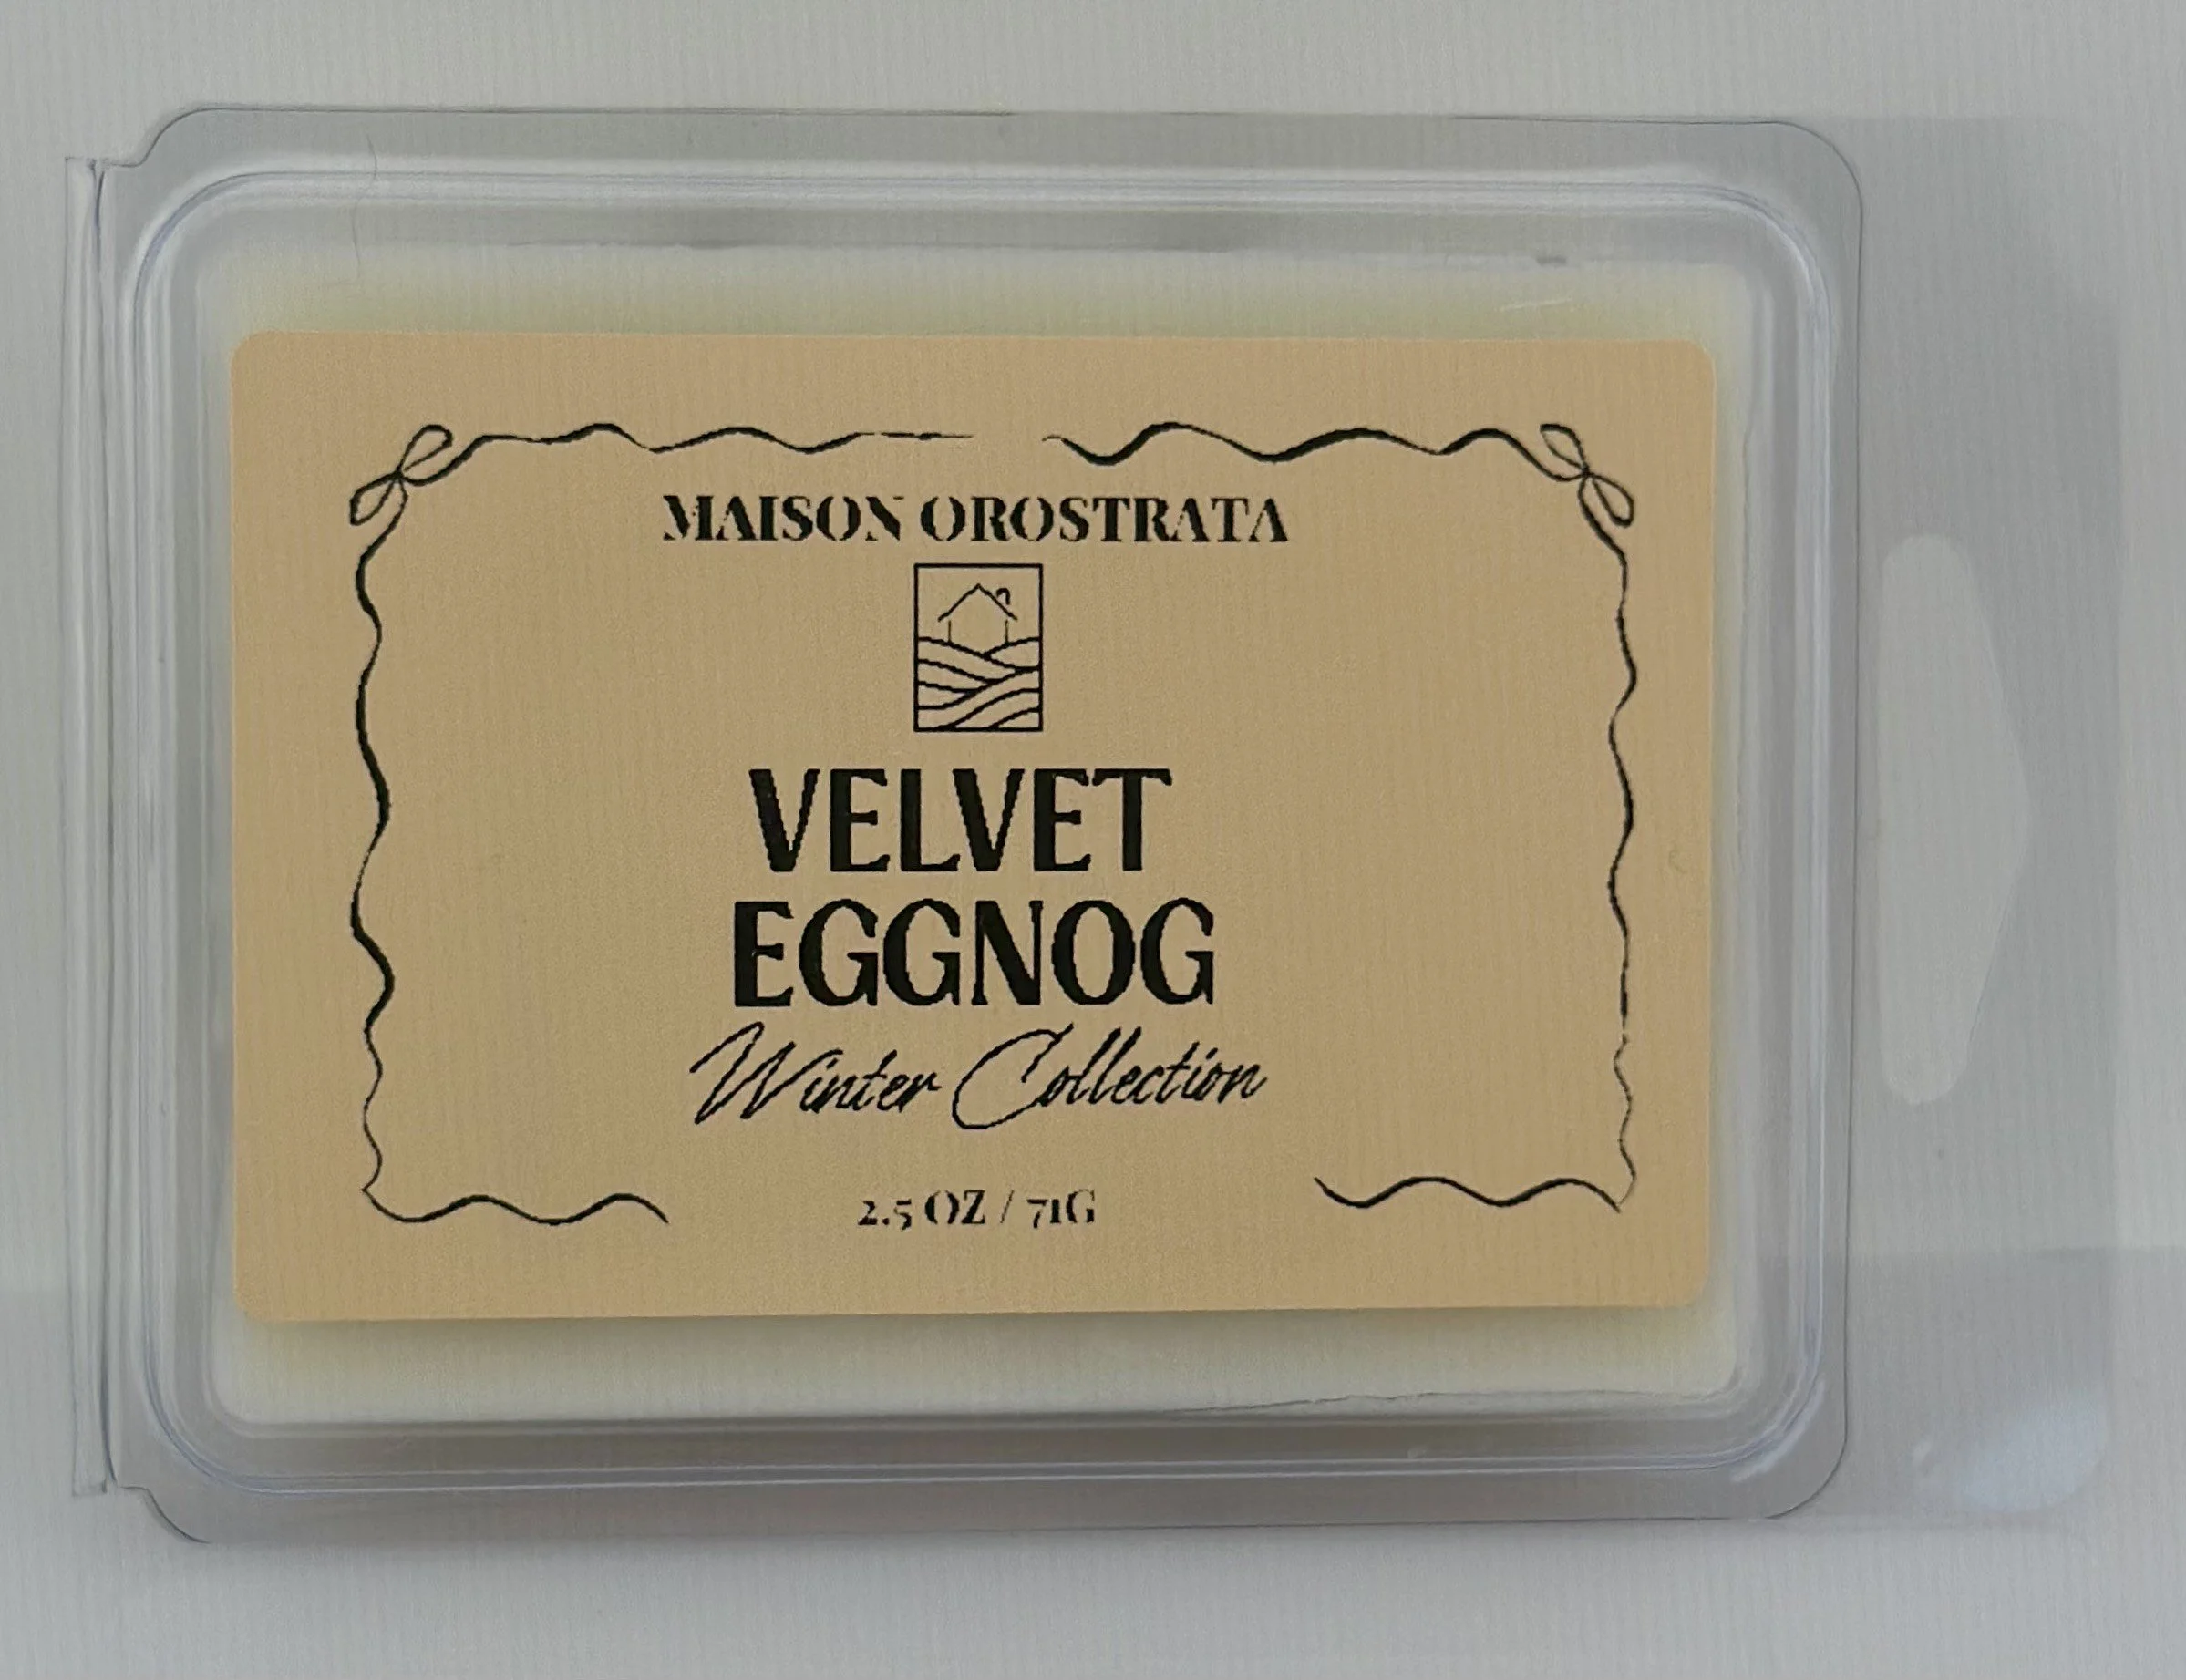 MAISON OROSTRATA
VELVET
EGGNOG
Winter Collection
2.5 OZ / 71G